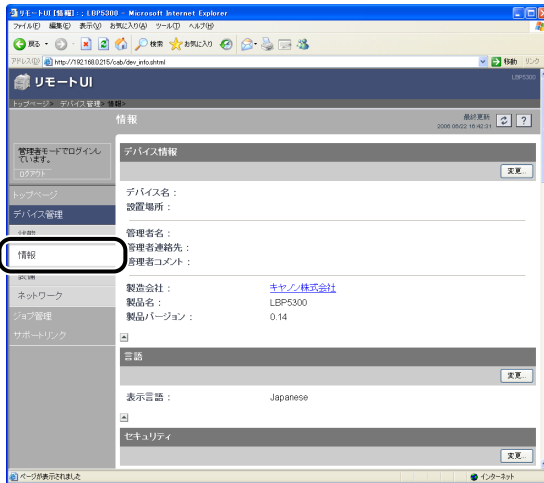 リモートUI [情報] : ; LBP5300 - Microsoft Internet Explorer
ファイル(F) 編集(E) 表示(V) お気に入り(A) ツール(T) ヘルプ(H)
戻る 検索 お気に入り
アドレス(D) http://192.168.0.215/cab/dev_info.shtml 移動 リンク
リモートUI LBP5300
トップページ> デバイス管理> 情報>
情報 最終更新
2006 06/22 16:42:31
管理者モードでログインし
ています。
ログアウト
トップページ
デバイス管理
状態
情報
装備
ネットワーク
ジョブ管理
サポートリンク
デバイス情報
変更...
デバイス名 :
設置場所 :
管理者名 :
管理者連絡先 :
管理者コメント :
製造会社 : キヤノン株式会社
製品名 : LBP5300
製品バージョン : 0.14
言語
変更...
表示言語 : Japanese
セキュリティ
変更...
ページが表示されました インターネット